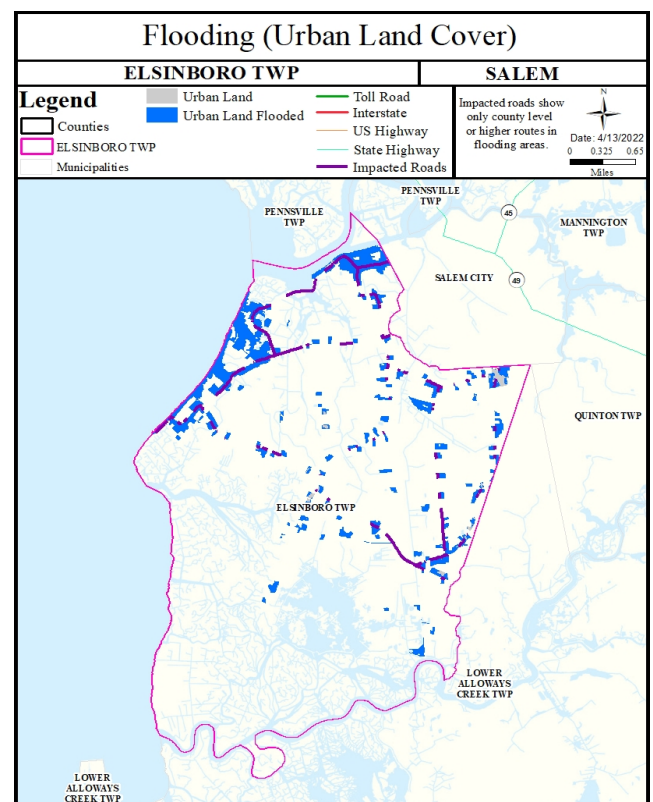 Flooding (Urban Land Cover)
ELSINBORO TWP
SALEM
Legend
Counties
ELSINBORO TWP
Municipalities
Urban Land
Urban Land Flooded
Toll Road
Interstate
US Highway
State Highway
Impacted Roads
Impacted roads show
only county level
or higher routes in
flooding areas.
N
Date: 4/13/2022
0 0.325 0.65
Miles
PENNSVILLE
TWP
PENNSVILLE
TWP
45
MANNINGTON
TWP
SALEM CITY
49
QUINTON TWP
ELSINBORO TWP
LOWER
ALLOWAYS
CREEK TWP
LOWER
ALLOWAYS
CREEK TWP